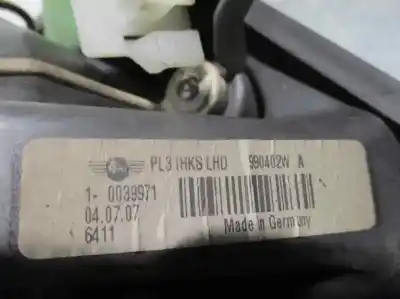 PL3 IHKS LHD 990402W A
1- 0039971
04.07.07
6411
Made in Germany